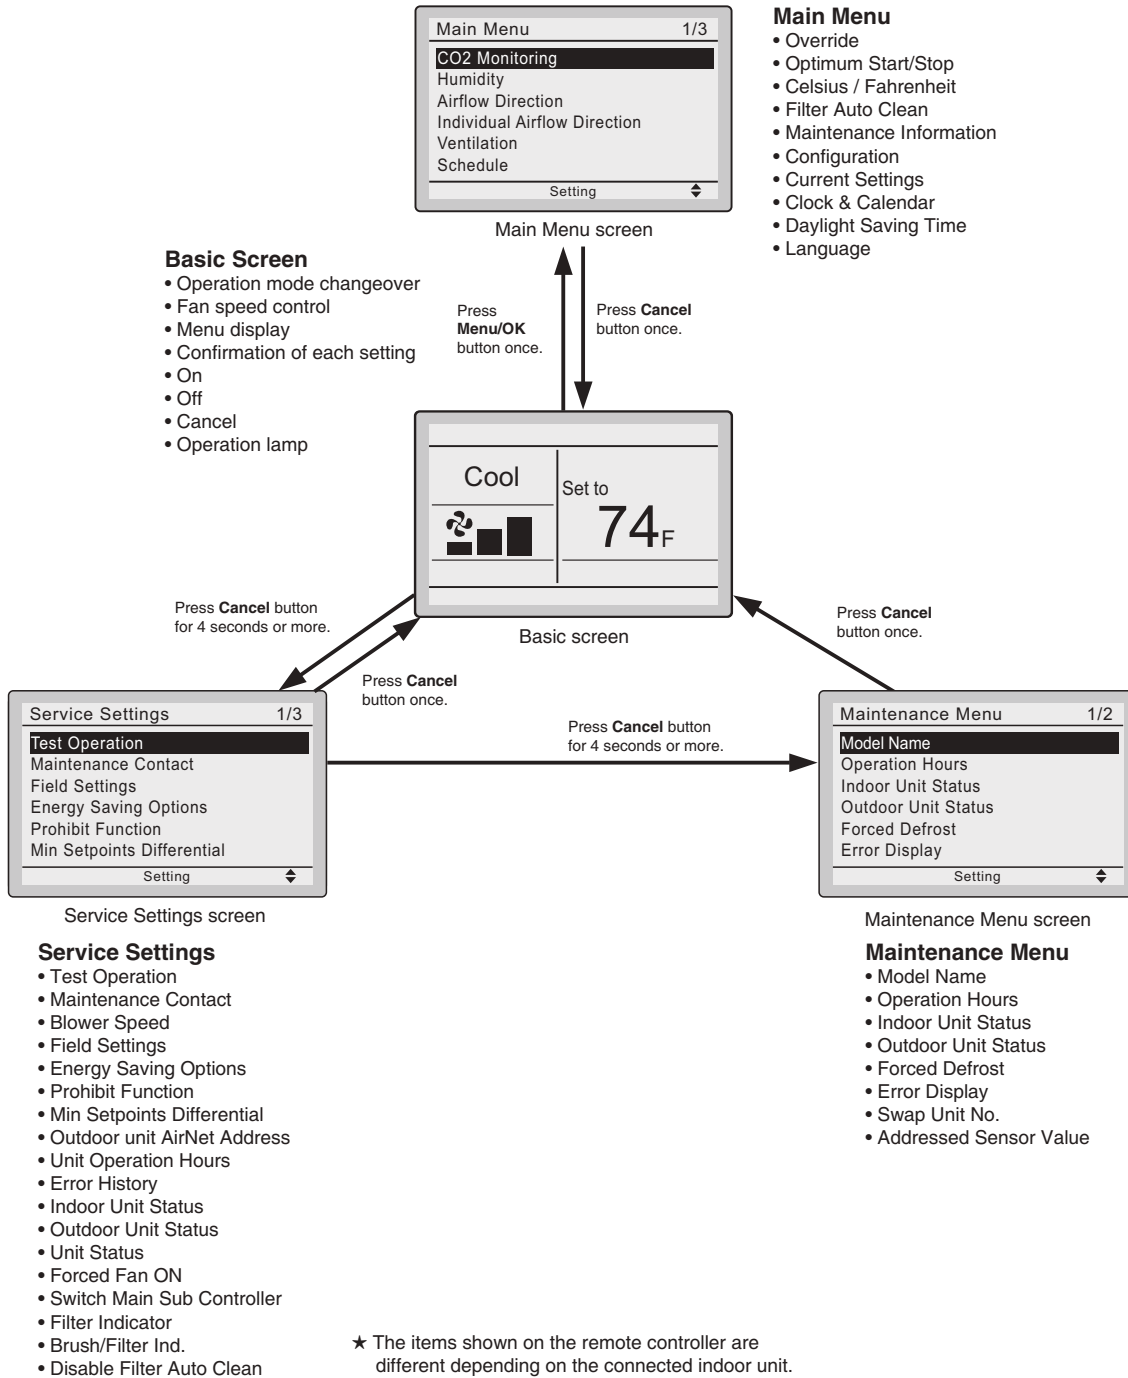 Main Menu 1/3
CO2 Monitoring
Humidity
Airflow Direction
Individual Airflow Direction
Ventilation
Schedule
Setting
Main Menu screen
Main Menu
• Override
• Optimum Start/Stop
• Celsius / Fahrenheit
• Filter Auto Clean
• Maintenance Information
• Configuration
• Current Settings
• Clock & Calendar
• Daylight Saving Time
• Language
Basic Screen
• Operation mode changeover
• Fan speed control
• Menu display
• Confirmation of each setting
• On
• Off
• Cancel
• Operation lamp
Press
Menu/OK
button once.
Press Cancel
button once.
Cool
Set to
74F
Basic screen
Press Cancel button
for 4 seconds or more.
Press Cancel
button once.
Press Cancel
button once.
Press Cancel button
for 4 seconds or more.
Service Settings 1/3
Test Operation
Maintenance Contact
Field Settings
Energy Saving Options
Prohibit Function
Min Setpoints Differential
Setting
Service Settings screen
Maintenance Menu 1/2
Model Name
Operation Hours
Indoor Unit Status
Outdoor Unit Status
Forced Defrost
Error Display
Setting
Maintenance Menu screen
Service Settings
• Test Operation
• Maintenance Contact
• Blower Speed
• Field Settings
• Energy Saving Options
• Prohibit Function
• Min Setpoints Differential
• Outdoor unit AirNet Address
• Unit Operation Hours
• Error History
• Indoor Unit Status
• Outdoor Unit Status
• Unit Status
• Forced Fan ON
• Switch Main Sub Controller
• Filter Indicator
• Brush/Filter Ind.
• Disable Filter Auto Clean
Maintenance Menu
• Model Name
• Operation Hours
• Indoor Unit Status
• Outdoor Unit Status
• Forced Defrost
• Error Display
• Swap Unit No.
• Addressed Sensor Value
★ The items shown on the remote controller are
different depending on the connected indoor unit.